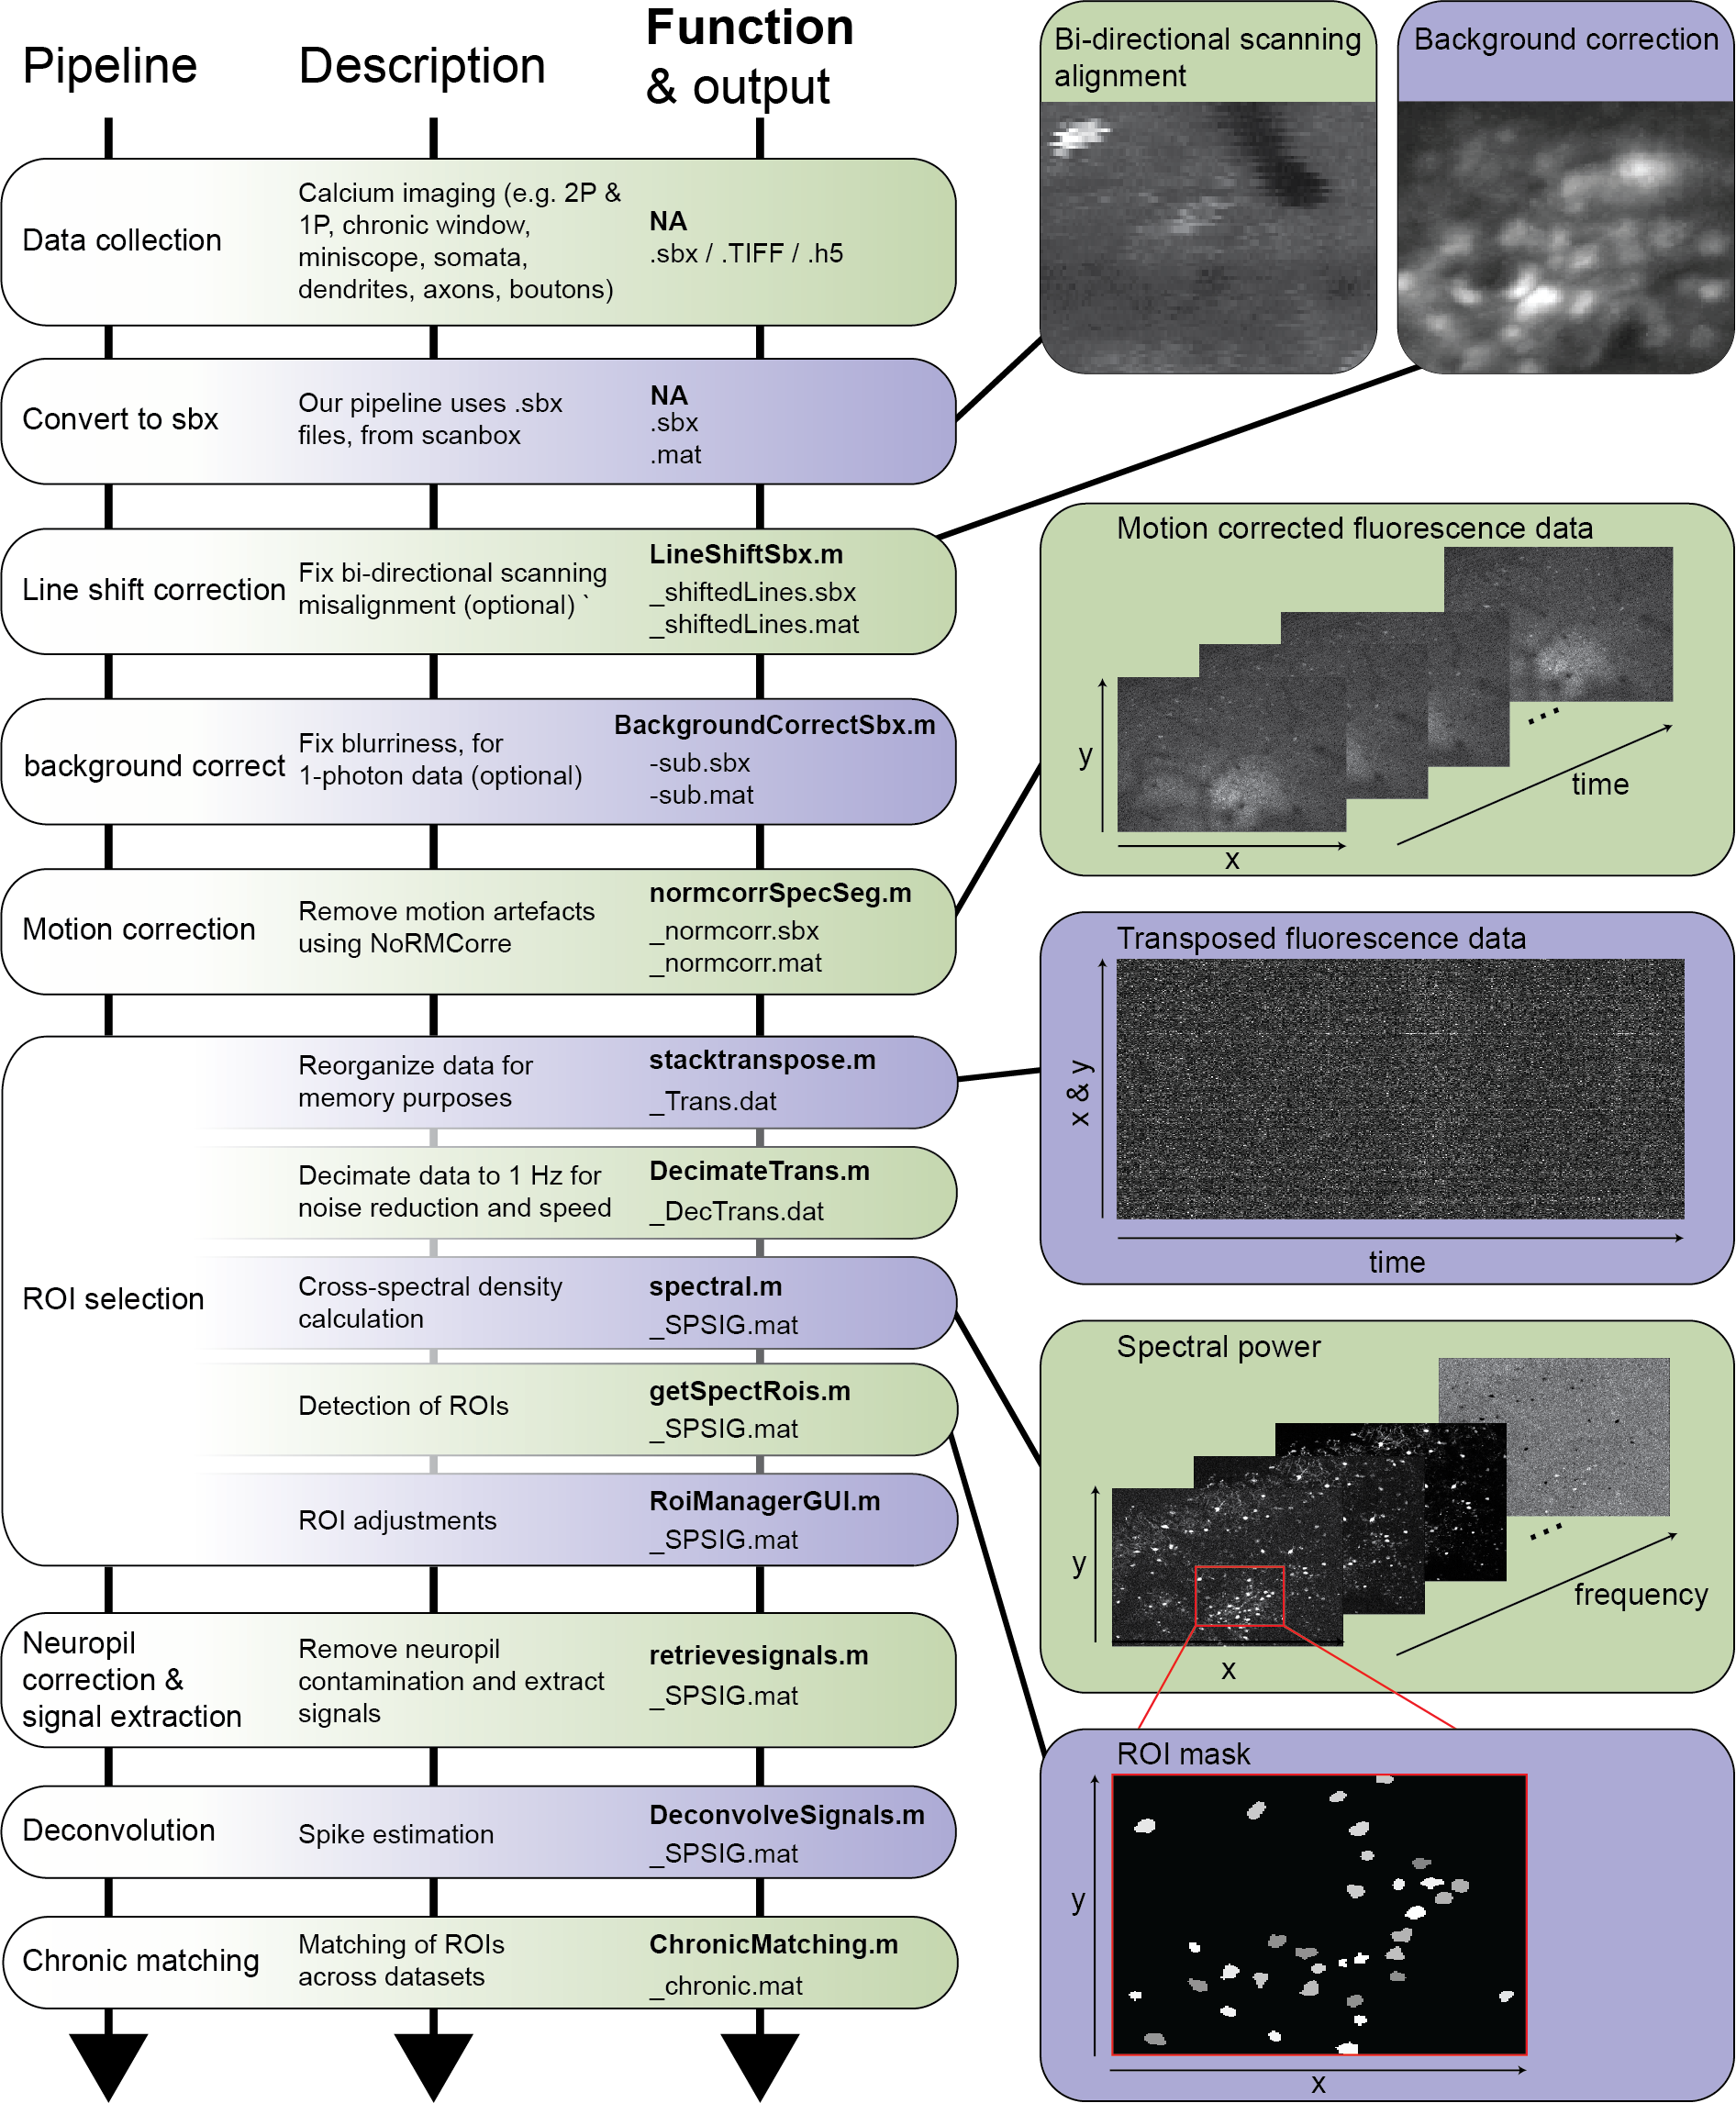 Pipeline
Description
Function
& output
Data collection
Calcium imaging (e.g. 2P &
1P, chronic window,
miniscope, somata,
dendrites, axons, boutons)
NA
.sbx / .TIFF / .h5
Convert to sbx
Our pipeline uses .sbx
files, from scanbox
NA
.sbx
.mat
Line shift correction
Fix bi-directional scanning
misalignment (optional) `
LineShiftSbx.m
_shiftedLines.sbx
_shiftedLines.mat
background correct
Fix blurriness, for
1-photon data (optional)
BackgroundCorrectSbx.m
-sub.sbx
-sub.mat
Motion correction
Remove motion artefacts
using NoRMCorre
normcorrSpecSeg.m
_normcorr.sbx
_normcorr.mat
ROI selection
Reorganize data for
memory purposes
stacktranspose.m
_Trans.dat
Decimate data to 1 Hz for
noise reduction and speed
DecimateTrans.m
_DecTrans.dat
Cross-spectral density
calculation
spectral.m
_SPSIG.mat
Detection of ROIs
getSpectRois.m
_SPSIG.mat
ROI adjustments
RoiManagerGUI.m
_SPSIG.mat
Neuropil
correction &
signal extraction
Remove neuropil
contamination and extract
signals
retrievesignals.m
_SPSIG.mat
Deconvolution
Spike estimation
DeconvolveSignals.m
_SPSIG.mat
Chronic matching
Matching of ROIs
across datasets
ChronicMatching.m
_chronic.mat
Bi-directional scanning
alignment
Background correction
Motion corrected fluorescence data
y
x
time
Transposed fluorescence data
x & y
time
Spectral power
y
x
frequency
ROI mask
y
x